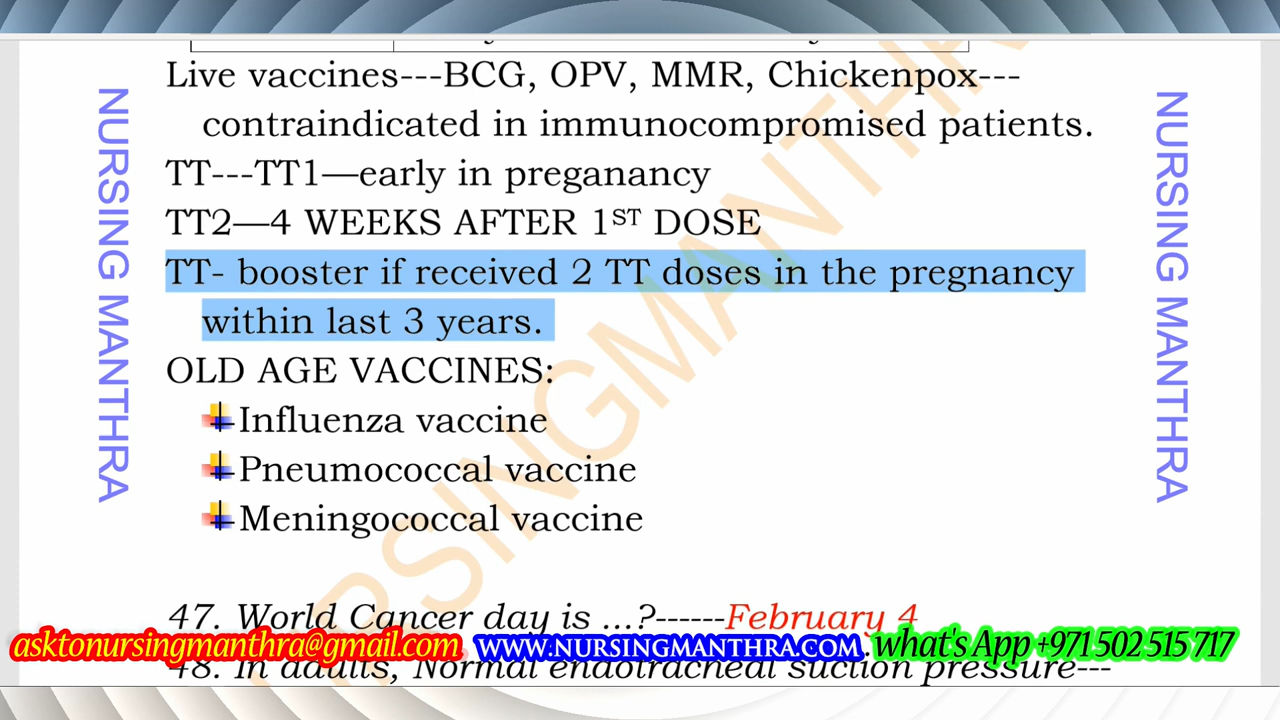 Live vaccines---BCG, OPV, MMR, Chickenpox---
contraindicated in immunocompromised patients.
TT---TT1—early in preganancy
TT2—4 WEEKS AFTER 1ST DOSE
TT- booster if received 2 TT doses in the pregnancy
within last 3 years.
OLD AGE VACCINES:
Influenza vaccine
Pneumococcal vaccine
Meningococcal vaccine
47. World Cancer day is ...?------February 4
48. In adults, Normal endotracheal suction pressure---
asktonursingmanthra@gmail.com WWW.NURSINGMANTHRA.COM what's App +971 502 515 717
NURSING MANTHRA
NURSING MANTHRA